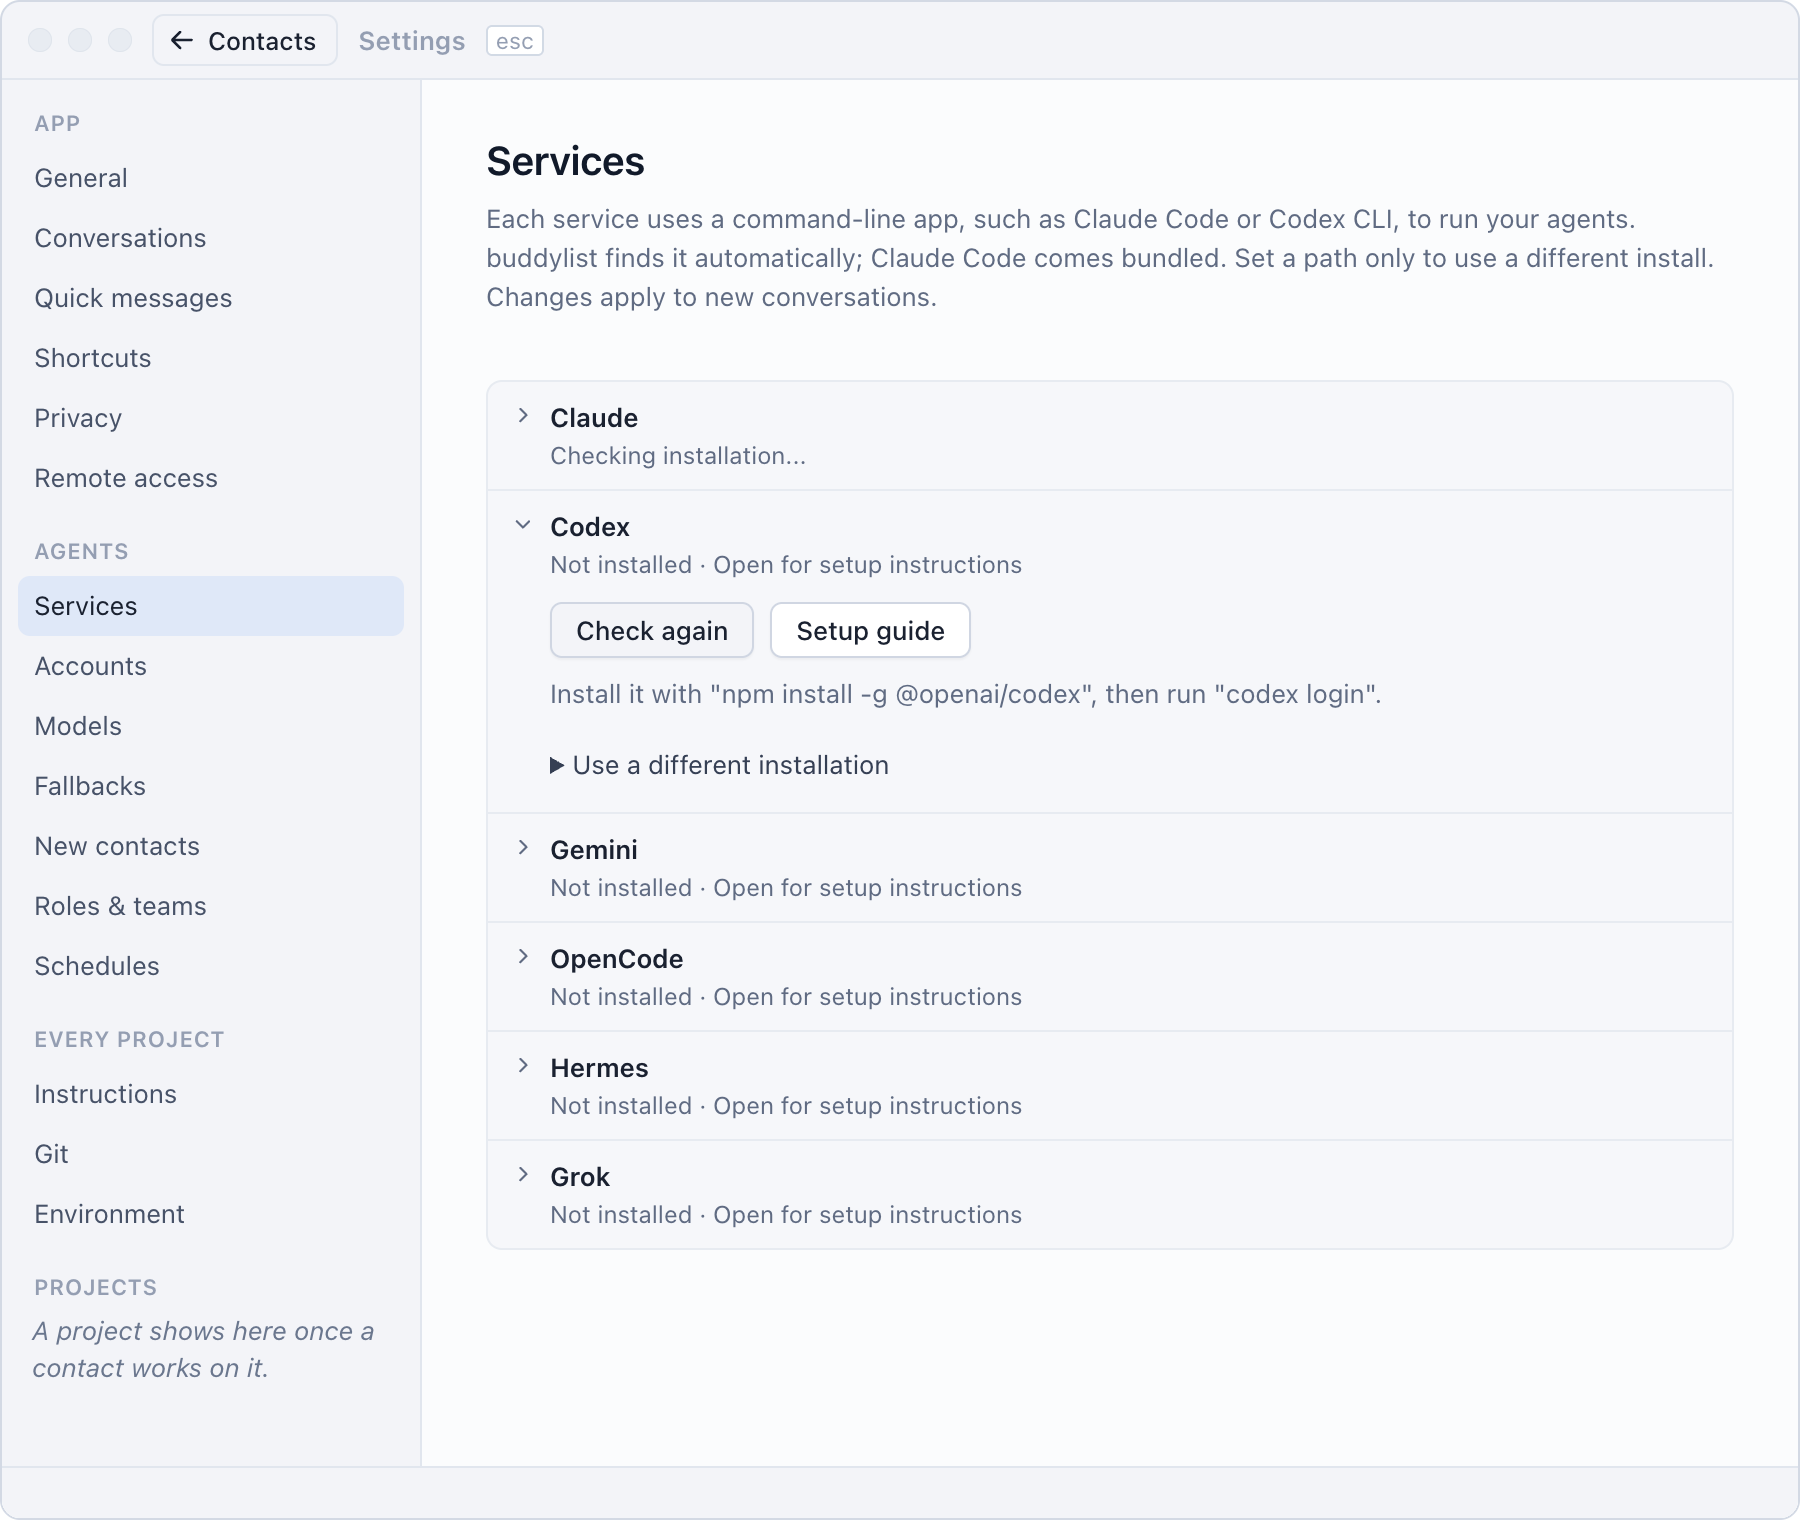 Contacts
Settings
esc
APP
General
Conversations
Quick messages
Shortcuts
Privacy
Remote access
AGENTS
Services
Accounts
Models
Fallbacks
New contacts
Roles & teams
Schedules
EVERY PROJECT
Instructions
Git
Environment
PROJECTS
A project shows here once a
contact works on it.
Services
Each service uses a command-line app, such as Claude Code or Codex CLI, to run your agents.
buddylist finds it automatically; Claude Code comes bundled. Set a path only to use a different install.
Changes apply to new conversations.
Claude
Checking installation...
Codex
Not installed · Open for setup instructions
Check again
Setup guide
Install it with "npm install -g @openai/codex", then run "codex login".
Use a different installation
Gemini
Not installed · Open for setup instructions
OpenCode
Not installed · Open for setup instructions
Hermes
Not installed · Open for setup instructions
Grok
Not installed · Open for setup instructions